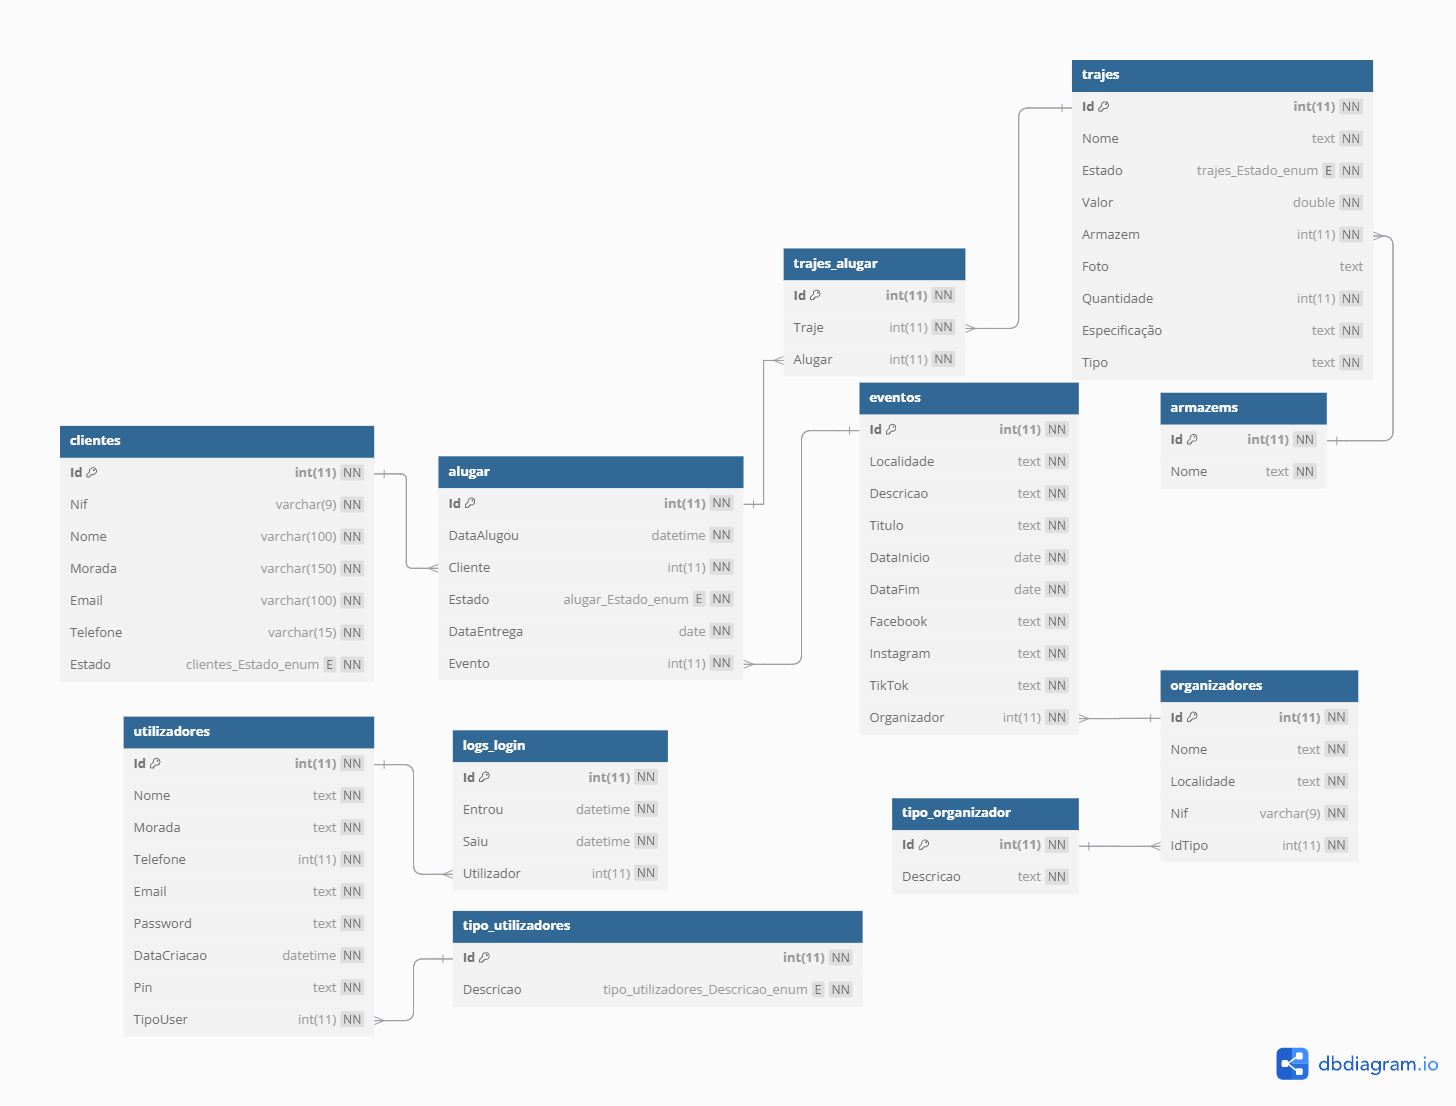 trajes
Id int(11) NN
Nome text NN
Estado trajes_Estado_enum E NN
Valor double NN
Armazem int(11) NN
Foto text
Quantidade int(11) NN
Especificação text NN
Tipo text NN
trajes_alugar
Id int(11) NN
Traje int(11) NN
Alugar int(11) NN
eventos
Id int(11) NN
Localidade text NN
Descricao text NN
Titulo text NN
DataInicio date NN
DataFim date NN
Facebook text NN
Instagram text NN
TikTok text NN
Organizador int(11) NN
armazems
Id int(11) NN
Nome text NN
clientes
Id int(11) NN
Nif varchar(9) NN
Nome varchar(100) NN
Morada varchar(150) NN
Email varchar(100) NN
Telefone varchar(15) NN
Estado clientes_Estado_enum E NN
alugar
Id int(11) NN
DataAlugou datetime NN
Cliente int(11) NN
Estado alugar_Estado_enum E NN
DataEntrega date NN
Evento int(11) NN
organizadores
Id int(11) NN
Nome text NN
Localidade text NN
Nif varchar(9) NN
IdTipo int(11) NN
utilizadores
Id int(11) NN
Nome text NN
Morada text NN
Telefone int(11) NN
Email text NN
Password text NN
DataCriacao datetime NN
Pin text NN
TipoUser int(11) NN
logs_login
Id int(11) NN
Entrou datetime NN
Saiu datetime NN
Utilizador int(11) NN
tipo_organizador
Id int(11) NN
Descricao text NN
tipo_utilizadores
Id int(11) NN
Descricao tipo_utilizadores_Descricao_enum E NN
dbdiagram.io